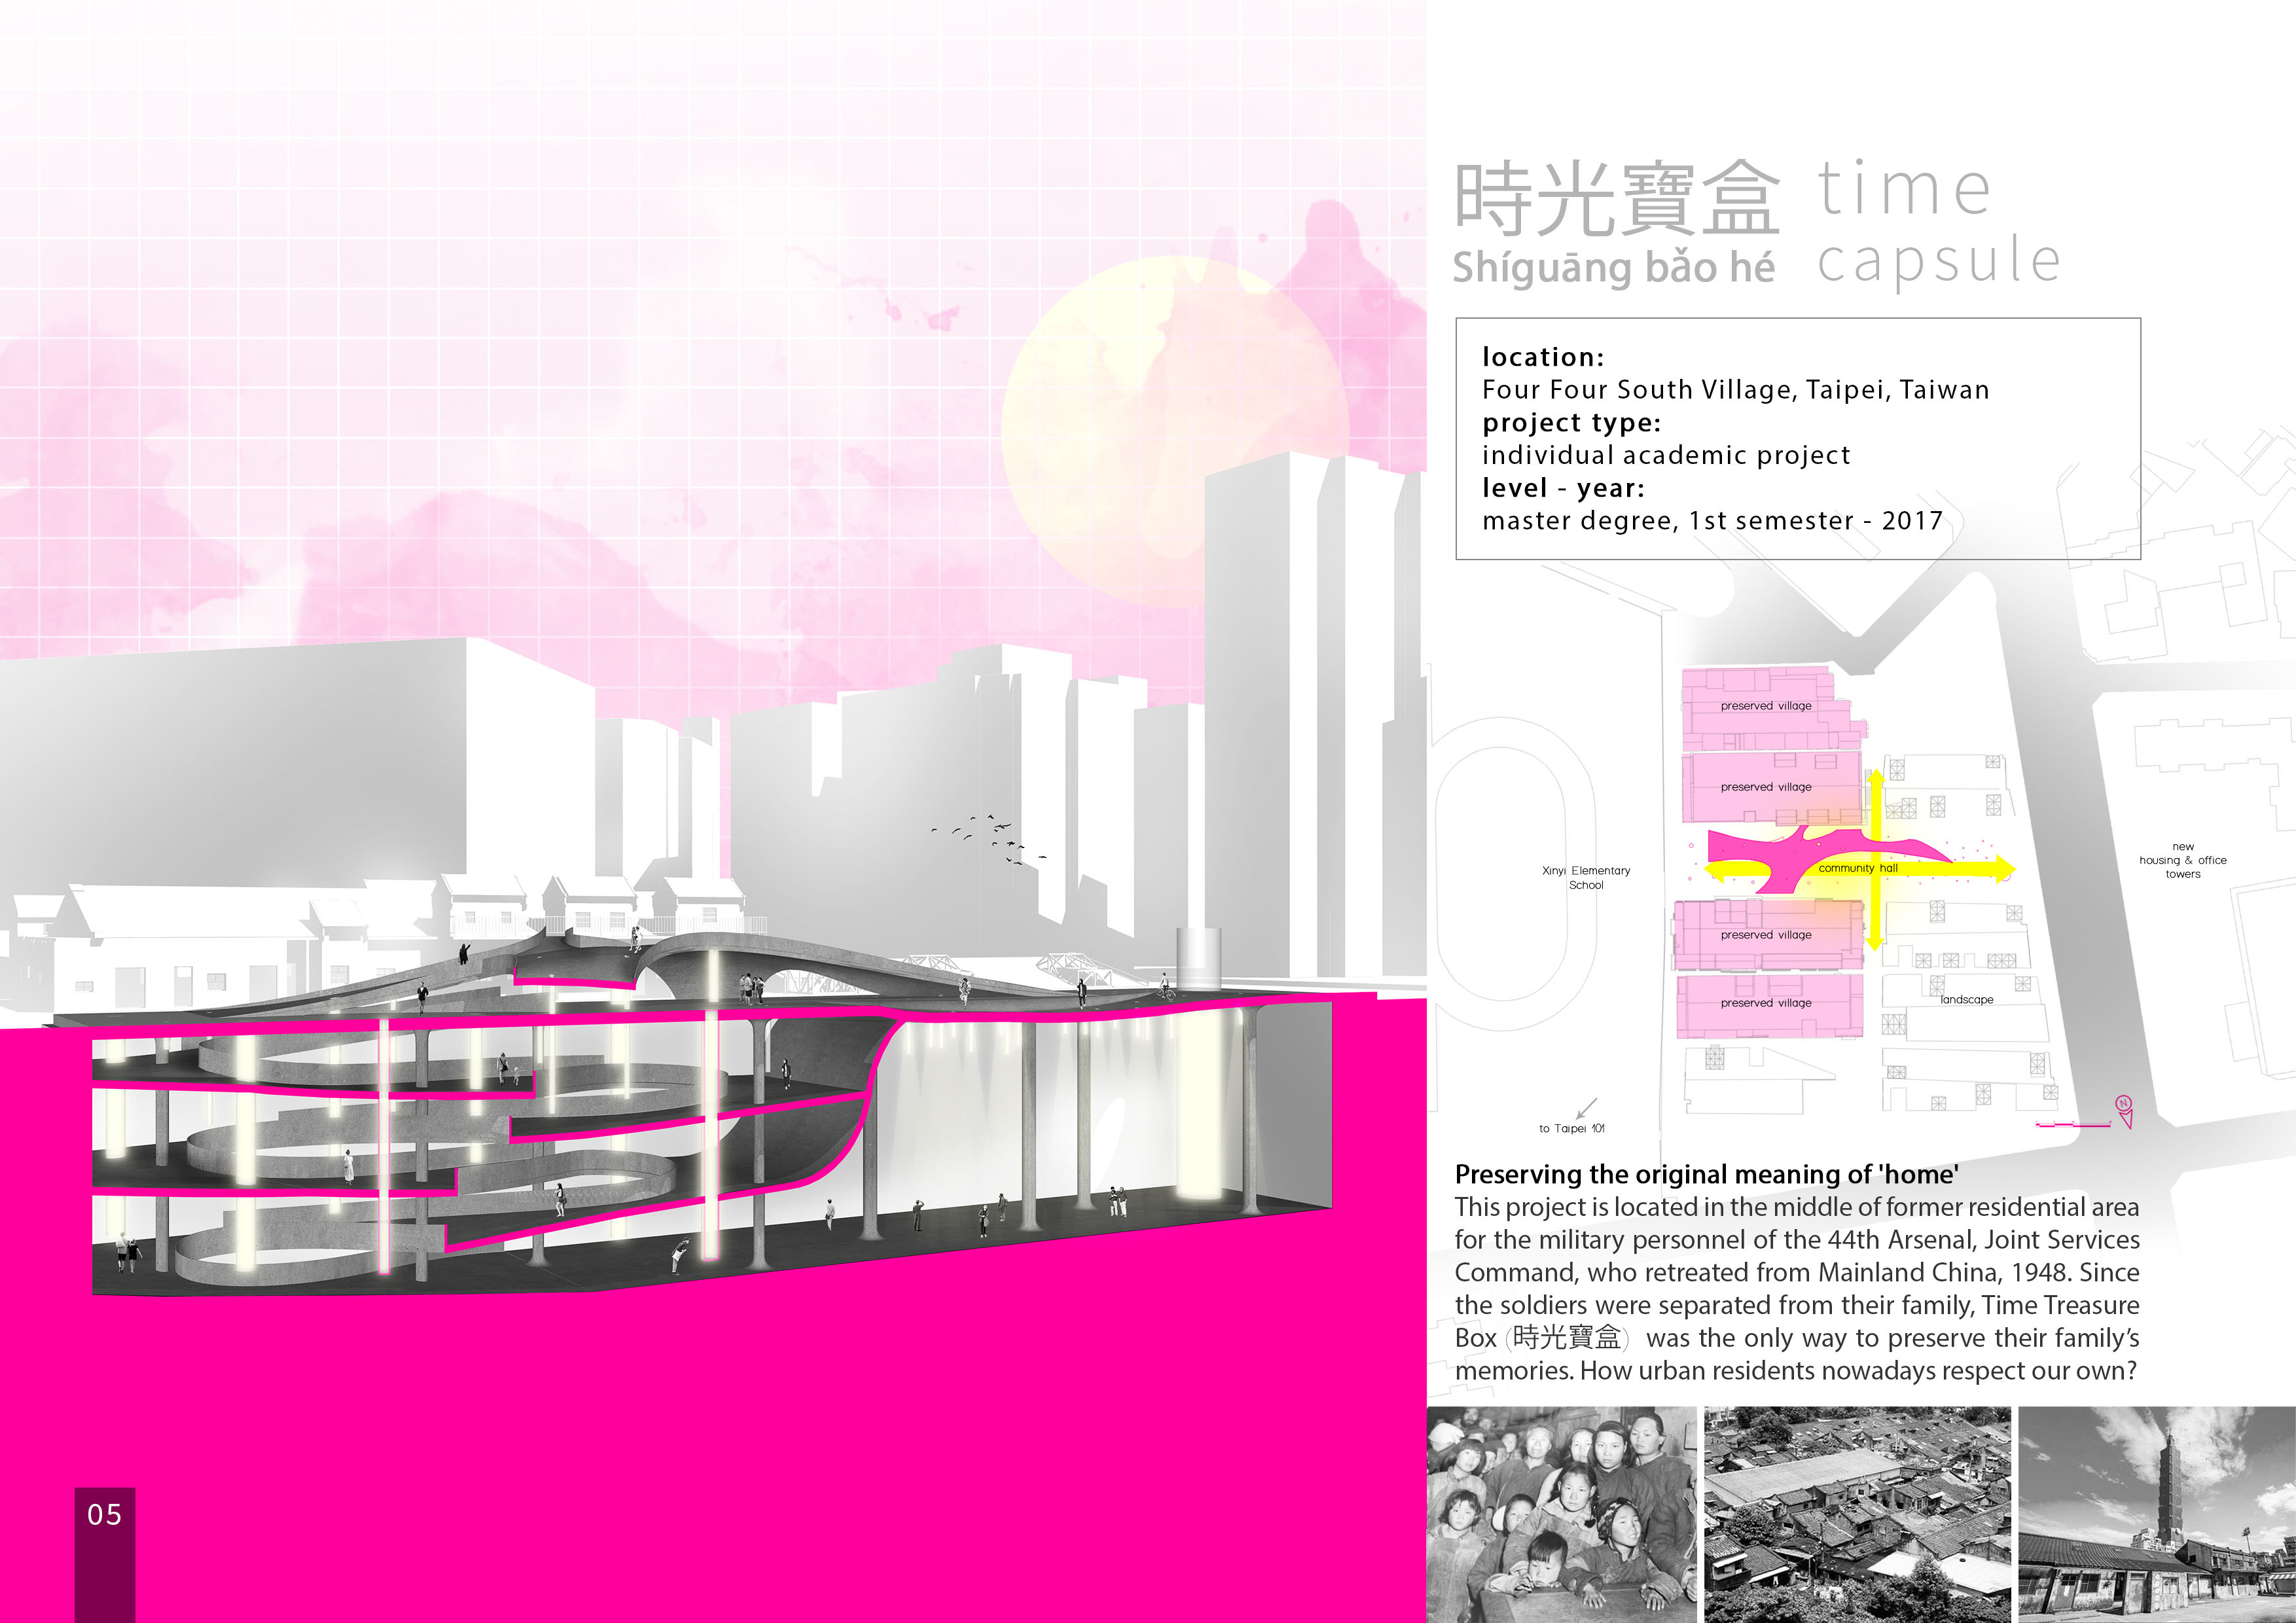 時光寶盒
Shíguāng bǎo hé
time
capsule
location:
Four Four South Village, Taipei, Taiwan
project type:
individual academic project
level - year:
master degree, 1st semester - 2017
preserved village
preserved village
community hall
preserved village
preserved village
landscape
Xinyi Elementary
School
new
housing & office
towers
to Taipei 101
N
Preserving the original meaning of 'home'
This project is located in the middle of former residential area
for the military personnel of the 44th Arsenal, Joint Services
Command, who retreated from Mainland China, 1948. Since
the soldiers were separated from their family, Time Treasure
Box (時光寶盒) was the only way to preserve their family’s
memories. How urban residents nowadays respect our own?
05